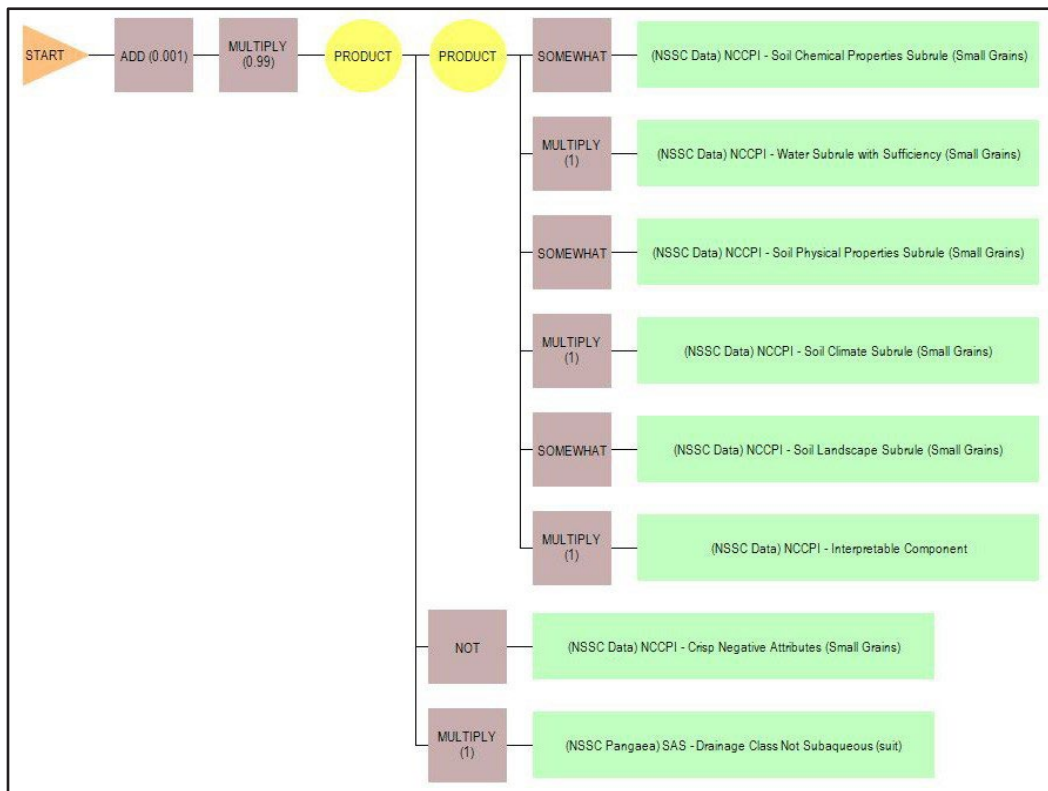 START
ADD (0.001)
MULTIPLY
(0.99)
PRODUCT
PRODUCT
SOMEWHAT
(NSSC Data) NCCPI - Soil Chemical Properties Subrule (Small Grains)
MULTIPLY
(1)
(NSSC Data) NCCPI - Water Subrule with Sufficiency (Small Grains)
SOMEWHAT
(NSSC Data) NCCPI - Soil Physical Properties Subrule (Small Grains)
MULTIPLY
(1)
(NSSC Data) NCCPI - Soil Climate Subrule (Small Grains)
SOMEWHAT
(NSSC Data) NCCPI - Soil Landscape Subrule (Small Grains)
MULTIPLY
(1)
(NSSC Data) NCCPI - Interpretable Component
NOT
(NSSC Data) NCCPI - Crisp Negative Attributes (Small Grains)
MULTIPLY
(1)
(NSSC Pangaea) SAS - Drainage Class Not Subaqueous (suit)